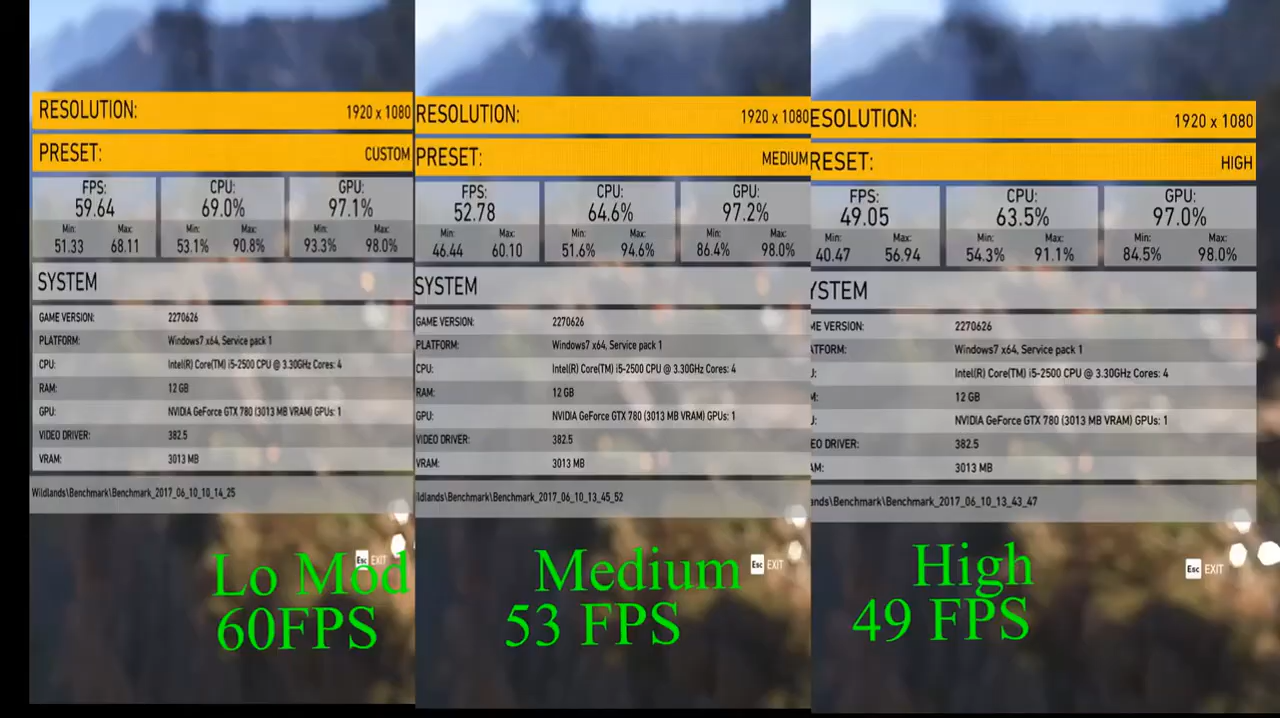 RESOLUTION: 1920 x 1080
PRESET: CUSTOM
FPS: CPU: GPU:
59.64 69.0% 97.1%
Min: Max: Min: Max: Min: Max:
51.33 68.11 53.1% 90.8% 93.3% 98.0%
SYSTEM
GAME VERSION: 2270626
PLATFORM: Windows7 x64, Service pack 1
CPU: Intel(R) Core(TM) i5-2500 CPU @ 3.30GHz Cores: 4
RAM: 12 GB
GPU: NVIDIA GeForce GTX 780 (3013 MB VRAM) GPUs: 1
VIDEO DRIVER: 382.5
VRAM: 3013 MB
Wildlands\Benchmark\Benchmark_2017_06_10_10_14_25
Esc EXIT
Lo Mod
60FPS
RESOLUTION: 1920 x 1080
PRESET: MEDIUM
FPS: CPU: GPU:
52.78 64.6% 97.2%
Min: Max: Min: Max: Min: Max:
46.44 60.10 51.6% 94.6% 86.4% 98.0%
SYSTEM
GAME VERSION: 2270626
PLATFORM: Windows7 x64, Service pack 1
CPU: Intel(R) Core(TM) i5-2500 CPU @ 3.30GHz Cores: 4
RAM: 12 GB
GPU: NVIDIA GeForce GTX 780 (3013 MB VRAM) GPUs: 1
VIDEO DRIVER: 382.5
VRAM: 3013 MB
ildlands\Benchmark\Benchmark_2017_06_10_13_45_52
Esc EXIT
Medium
53 FPS
ESOLUTION: 1920 x 1080
RESET: HIGH
FPS: CPU: GPU:
49.05 63.5% 97.0%
Min: Max: Min: Max: Min: Max:
40.47 56.94 54.3% 91.1% 84.5% 98.0%
YSTEM
ME VERSION: 2270626
TFORM: Windows7 x64, Service pack 1
U: Intel(R) Core(TM) i5-2500 CPU @ 3.30GHz Cores: 4
M: 12 GB
U: NVIDIA GeForce GTX 780 (3013 MB VRAM) GPUs: 1
EO DRIVER: 382.5
AM: 3013 MB
ands\Benchmark\Benchmark_2017_06_10_13_43_47
Esc EXIT
High
49 FPS